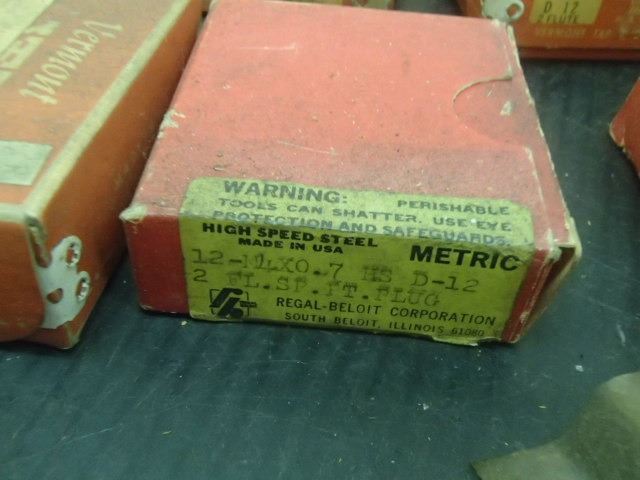 Vermont
D 12
2 FLUTE
VERMONT TAP
WARNING: PERISHABLE
TOOLS CAN SHATTER. USE EYE
PROTECTION AND SAFEGUARDS.
HIGH SPEED STEEL
MADE IN USA
METRIC
12-M4X0.7 HS D-12
2 FL.SP.PT.PLUG
REGAL-BELOIT CORPORATION
SOUTH BELOIT, ILLINOIS 61080